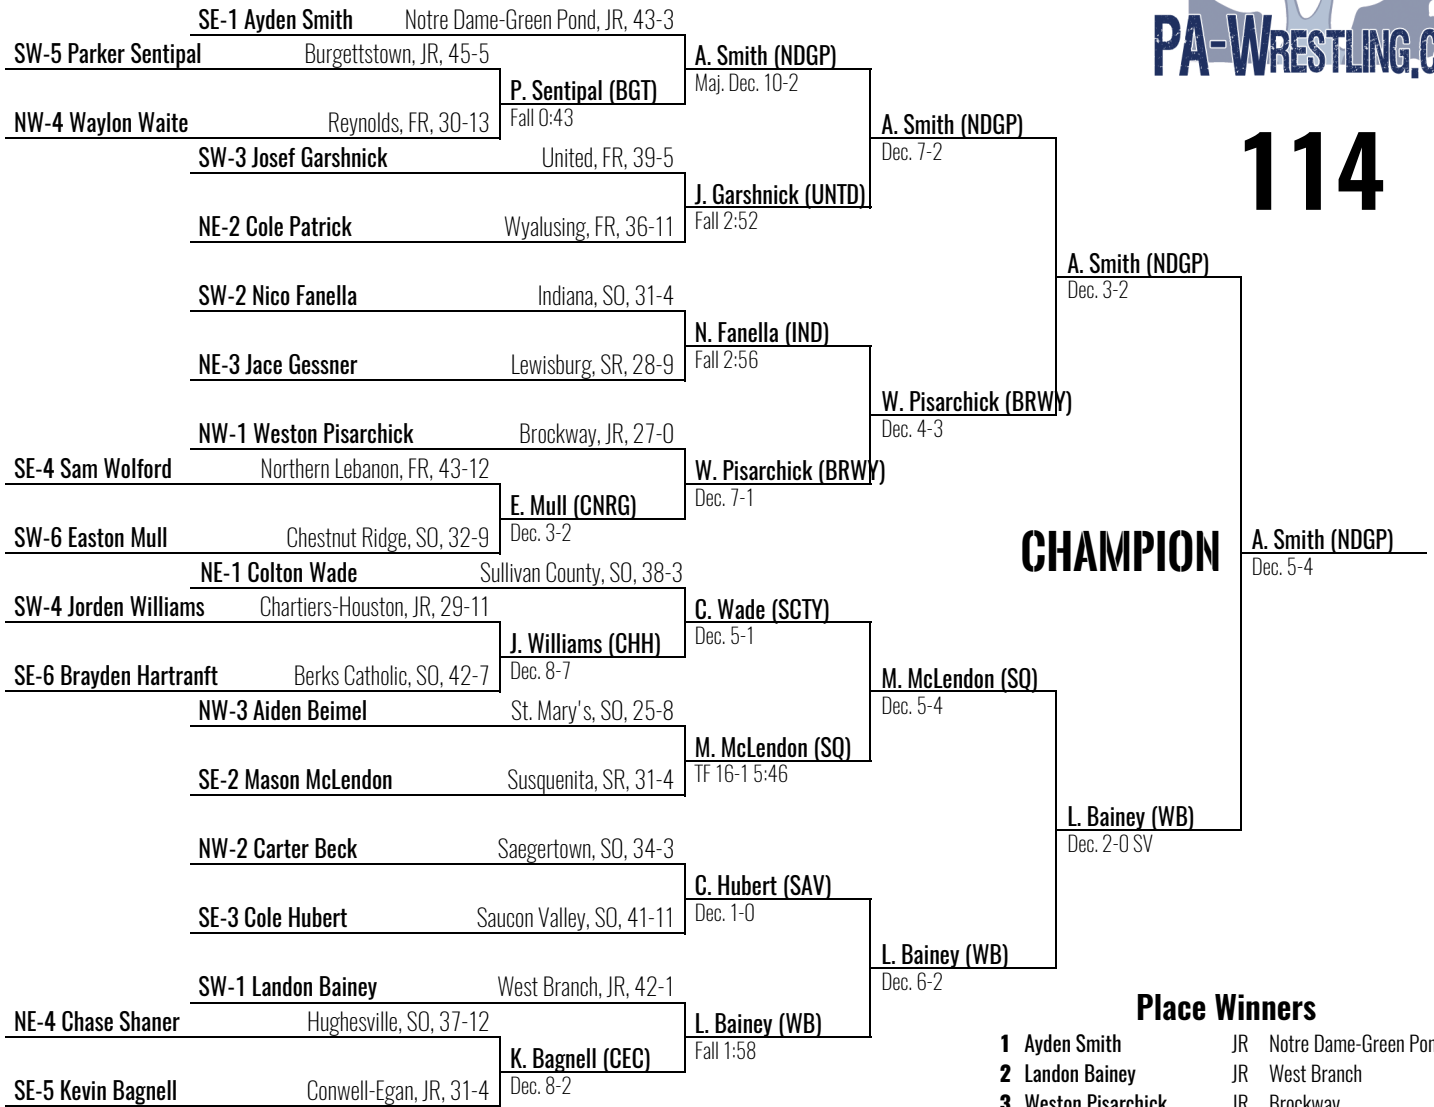 SE-1 Ayden Smith Notre Dame-Green Pond, JR, 43-3
SW-5 Parker Sentipal Burgettstown, JR, 45-5
A. Smith (NDGP)
Maj. Dec. 10-2
P. Sentipal (BGT)
Fall 0:43
NW-4 Waylon Waite Reynolds, FR, 30-13
A. Smith (NDGP)
Dec. 7-2
SW-3 Josef Garshnick United, FR, 39-5
J. Garshnick (UNTD)
Fall 2:52
NE-2 Cole Patrick Wyalusing, FR, 36-11
A. Smith (NDGP)
Dec. 3-2
SW-2 Nico Fanella Indiana, SO, 31-4
N. Fanella (IND)
Fall 2:56
NE-3 Jace Gessner Lewisburg, SR, 28-9
W. Pisarchick (BRWY)
Dec. 4-3
NW-1 Weston Pisarchick Brockway, JR, 27-0
SE-4 Sam Wolford Northern Lebanon, FR, 43-12
W. Pisarchick (BRWY)
Dec. 7-1
E. Mull (CNRG)
Dec. 3-2
SW-6 Easton Mull Chestnut Ridge, SO, 32-9
CHAMPION
A. Smith (NDGP)
Dec. 5-4
NE-1 Colton Wade Sullivan County, SO, 38-3
SW-4 Jorden Williams Chartiers-Houston, JR, 29-11
C. Wade (SCTY)
Dec. 5-1
J. Williams (CHH)
Dec. 8-7
SE-6 Brayden Hartranft Berks Catholic, SO, 42-7
M. McLendon (SQ)
Dec. 5-4
NW-3 Aiden Beimel St. Mary's, SO, 25-8
M. McLendon (SQ)
TF 16-1 5:46
SE-2 Mason McLendon Susquenita, SR, 31-4
L. Bainey (WB)
Dec. 2-0 SV
NW-2 Carter Beck Saegertown, SO, 34-3
C. Hubert (SAV)
Dec. 1-0
SE-3 Cole Hubert Saucon Valley, SO, 41-11
L. Bainey (WB)
Dec. 6-2
SW-1 Landon Bainey West Branch, JR, 42-1
NE-4 Chase Shaner Hughesville, SO, 37-12
L. Bainey (WB)
Fall 1:58
K. Bagnell (CEC)
Dec. 8-2
SE-5 Kevin Bagnell Conwell-Egan, JR, 31-4
PA-WRESTLING.C
114
Place Winners
1 Ayden Smith JR Notre Dame-Green Pon
2 Landon Bainey JR West Branch
3 Weston Pisarchick JR Brockway